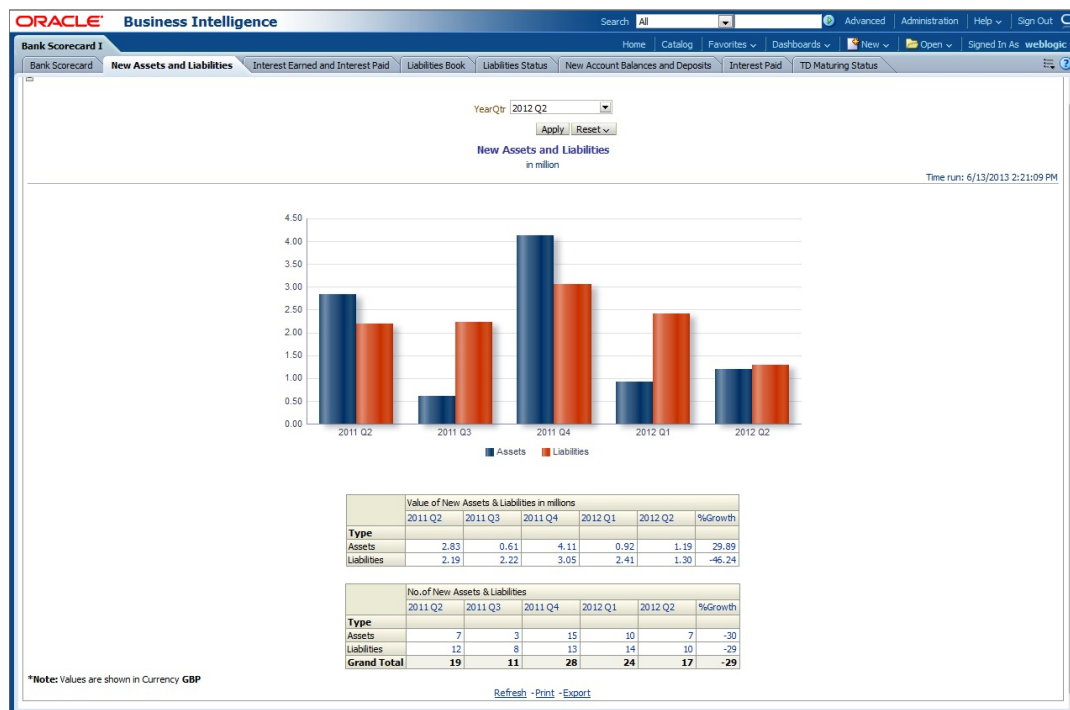 ORACLE Business Intelligence Search All Advanced Administration Help Sign Out
Bank Scorecard I Home Catalog Favorites Dashboards New Open Signed In As weblogic
Bank Scorecard New Assets and Liabilities Interest Earned and Interest Paid Liabilities Book Liabilities Status New Account Balances and Deposits Interest Paid TD Maturing Status
YearQtr 2012 Q2
Apply Reset
New Assets and Liabilities
in million
Time run: 6/13/2013 2:21:09 PM
4.50
4.00
3.50
3.00
2.50
2.00
1.50
1.00
0.50
0.00
2011 Q2 2011 Q3 2011 Q4 2012 Q1 2012 Q2
Assets Liabilities
Value of New Assets & Liabilities in millions
2011 Q2 2011 Q3 2011 Q4 2012 Q1 2012 Q2 %Growth
Type
Assets 2.83 0.61 4.11 0.92 1.19 29.89
Liabilities 2.19 2.22 3.05 2.41 1.30 -46.24
No.of New Assets & Liabilities
2011 Q2 2011 Q3 2011 Q4 2012 Q1 2012 Q2 %Growth
Type
Assets 7 3 15 10 7 -30
Liabilities 12 8 13 14 10 -29
Grand Total 19 11 28 24 17 -29
*Note: Values are shown in Currency GBP
Refresh - Print - Export